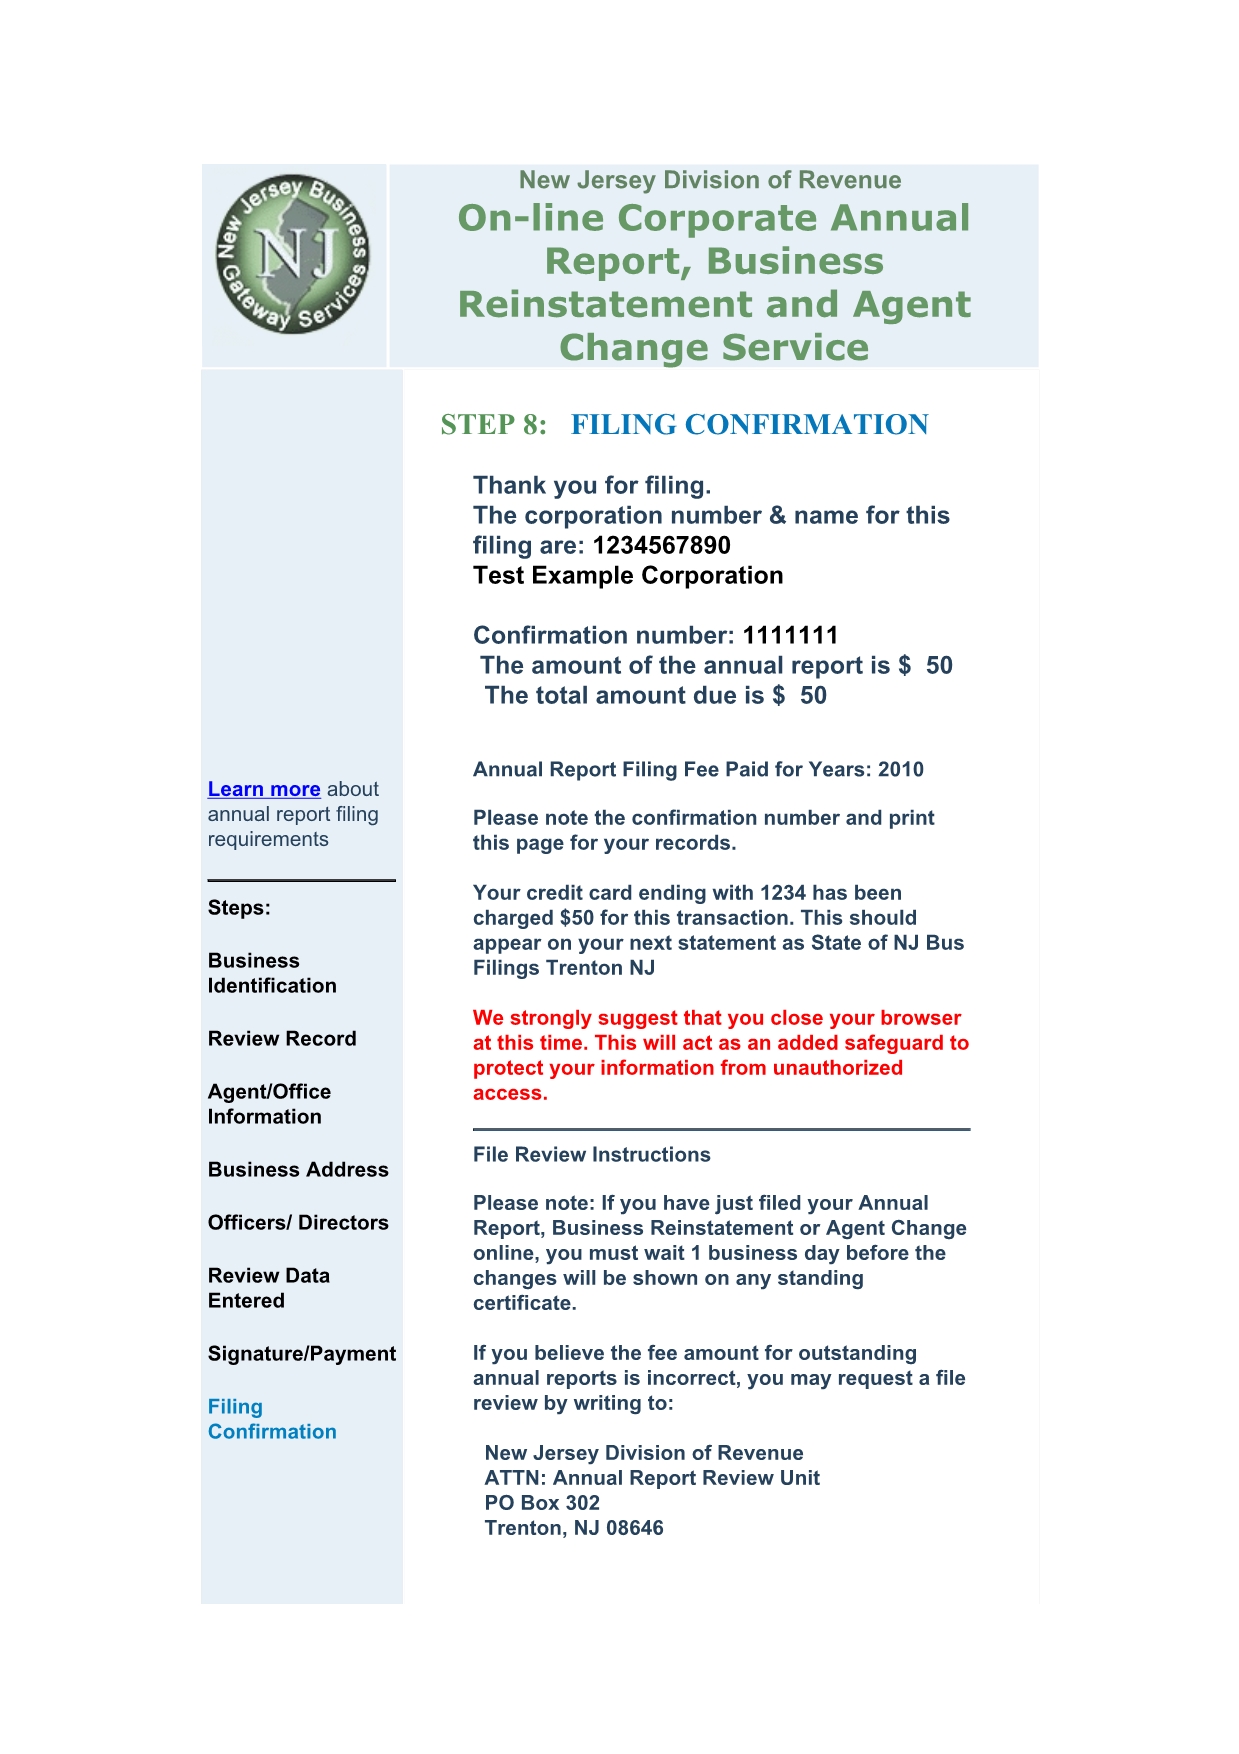 New Jersey Business
Gateway Services
NJ
New Jersey Division of Revenue
On-line Corporate Annual
Report, Business
Reinstatement and Agent
Change Service
Learn more about
annual report filing
requirements
Steps:
Business
Identification
Review Record
Agent/Office
Information
Business Address
Officers/ Directors
Review Data
Entered
Signature/Payment
Filing
Confirmation
STEP 8: FILING CONFIRMATION
Thank you for filing.
The corporation number & name for this
filing are: 1234567890
Test Example Corporation
Confirmation number: 1111111
The amount of the annual report is $ 50
The total amount due is $ 50
Annual Report Filing Fee Paid for Years: 2010
Please note the confirmation number and print
this page for your records.
Your credit card ending with 1234 has been
charged $50 for this transaction. This should
appear on your next statement as State of NJ Bus
Filings Trenton NJ
We strongly suggest that you close your browser
at this time. This will act as an added safeguard to
protect your information from unauthorized
access.
File Review Instructions
Please note: If you have just filed your Annual
Report, Business Reinstatement or Agent Change
online, you must wait 1 business day before the
changes will be shown on any standing
certificate.
If you believe the fee amount for outstanding
annual reports is incorrect, you may request a file
review by writing to:
New Jersey Division of Revenue
ATTN: Annual Report Review Unit
PO Box 302
Trenton, NJ 08646